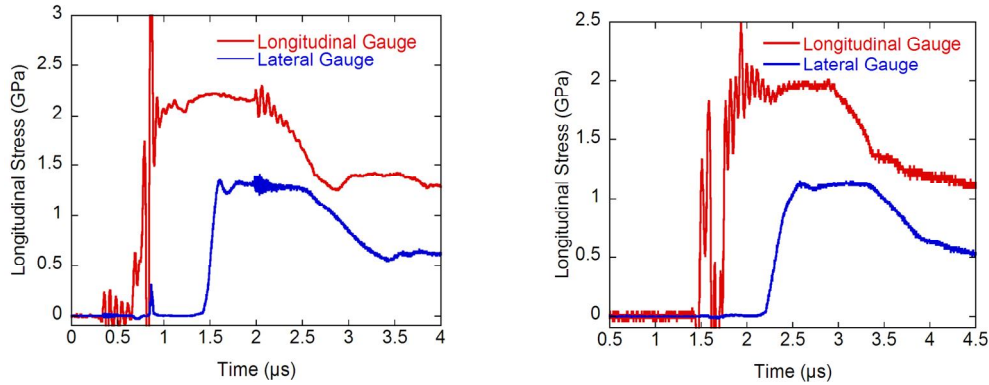 3
2.5
2
1.5
1
0.5
0
Longitudinal Stress (GPa)
Longitudinal Gauge
Lateral Gauge
0 0.5 1 1.5 2 2.5 3 3.5 4
Time (μs)
2.5
2
1.5
1
0.5
0
Longitudinal Stress (GPa)
Longitudinal Gauge
Lateral Gauge
0.5 1 1.5 2 2.5 3 3.5 4 4.5
Time (μs)